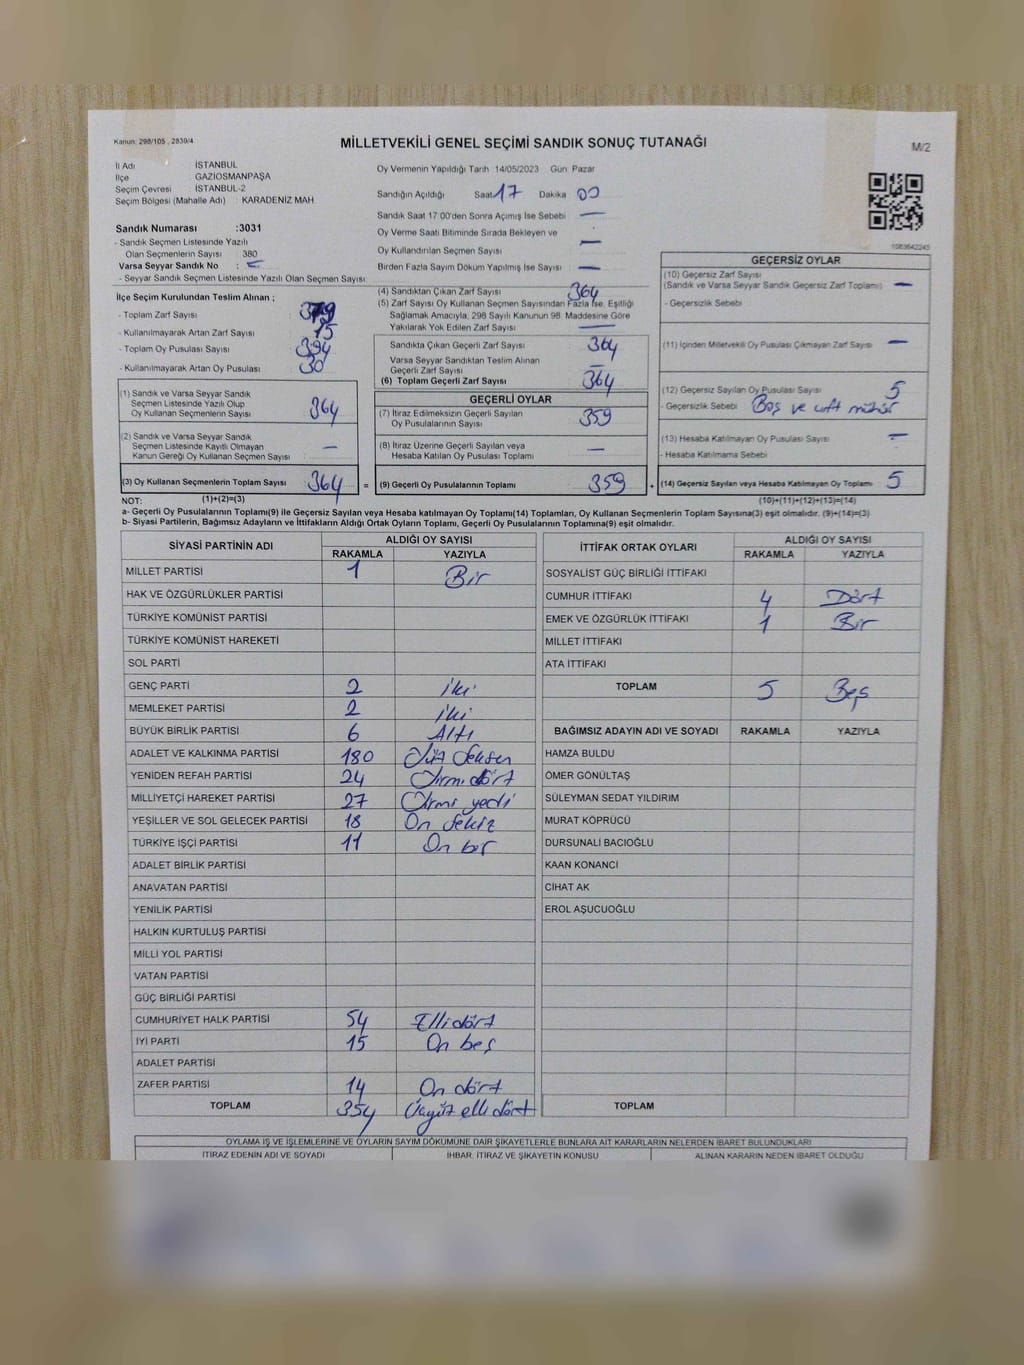 Kanun: 298/105 , 2839/4
MİLLETVEKİLİ GENEL SEÇİMİ SANDIK SONUÇ TUTANAĞI
M/2
İl Adı İSTANBUL
İlçe GAZİOSMANPAŞA
Seçim Çevresi : İSTANBUL-2
Seçim Bölgesi (Mahalle Adı) : KARADENİZ MAH
Sandık Numarası :3031
- Sandık Seçmen Listesinde Yazılı
Olan Seçmenlerin Sayısı 380
Varsa Seyyar Sandık No : -
- Seyyar Sandık Seçmen Listesinde Yazılı Olan Seçmen Sayısı:
Oy Vermenin Yapıldığı Tarih 14/05/2023 Gün: Pazar
Sandığın Açıldığı Saat 17 Dakika 00
Sandık Saat 17 00'den Sonra Açımış İse Sebebi : —
Oy Verme Saati Bitiminde Sırada Bekleyen ve
Oy Kullandırılan Seçmen Sayısı —
Birden Fazla Sayım Döküm Yapılmış İse Sayısı : —
İlçe Seçim Kurulundan Teslim Alınan ;
- Toplam Zarf Sayısı : 379
- Kullanılmayarak Artan Zarf Sayısı : 15
- Toplam Oy Pusulası Sayısı : 394
- Kullanılmayarak Artan Oy Pusulası : 30
(1) Sandık ve Varsa Seyyar Sandık
Seçmen Listesinde Yazılı Olup
Oy Kullanan Seçmenlerin Sayısı 364
(2) Sandık ve Varsa Seyyar Sandık
Seçmen Listesinde Kayıtlı Olmayan
Kanun Gereği Oy Kullanan Seçmen Sayısı : —
(3) Oy Kullanan Seçmenlerin Toplam Sayısı 364 =
(4) Sandıktan Çıkan Zarf Sayısı : 364
(5) Zarf Sayısı Oy Kullanan Seçmen Sayısından Fazla İse, Eşitliği
Sağlamak Amacıyla, 298 Sayılı Kanunun 98. Maddesine Göre
Yakılarak Yok Edilen Zarf Sayısı : —
Sandıkta Çıkan Geçerli Zarf Sayısı : 364
Varsa Seyyar Sandıktan Teslim Alınan
Geçerli Zarf Sayısı : —
(6) Toplam Geçerli Zarf Sayısı 364
GEÇERLİ OYLAR
(7) İtiraz Edilmeksizin Geçerli Sayılan
Oy Pusulalarının Sayısı : 359
(8) İtiraz Üzerine Geçerli Sayılan veya
Hesaba Katılan Oy Pusulası Toplamı : —
(9) Geçerli Oy Pusulalarının Toplamı : 359 +
1083642245
GEÇERSİZ OYLAR
(10) Geçersiz Zarf Sayısı
(Sandık ve Varsa Seyyar Sandık Geçersiz Zarf Toplamı) : —
- Geçersizlik Sebebi
(11) İçinden Milletvekili Oy Pusulası Çıkmayan Zarf Sayısı : —
(12) Geçersiz Sayılan Oy Pusulası Sayısı : 5
- Geçersizlik Sebebi : Boş ve çift mühür
(13) Hesaba Katılmayan Oy Pusulası Sayısı : —
- Hesaba Katılmama Sebebi
(14) Geçersiz Sayılan veya Hesaba Katılmayan Oy Toplamı : 5
NOT: (1)+(2)=(3) (10)+(11)+(12)+(13)=(14)
a- Geçerli Oy Pusulalarının Toplamı(9) ile Geçersiz Sayılan veya Hesaba katılmayan Oy Toplamı(14) Toplamları, Oy Kullanan Seçmenlerin Toplam Sayısına(3) eşit olmalıdır. (9)+(14)=(3)
b- Siyasi Partilerin, Bağımsız Adayların ve İttifakların Aldığı Ortak Oyların Toplamı, Geçerli Oy Pusulalarının Toplamına(9) eşit olmalıdır.
SİYASİ PARTİNİN ADI ALDIĞI OY SAYISI
RAKAMLA YAZIYLA
MİLLET PARTİSİ 1 Bir
HAK VE ÖZGÜRLÜKLER PARTİSİ
TÜRKİYE KOMÜNİST PARTİSİ
TÜRKİYE KOMÜNİST HAREKETİ
SOL PARTİ
GENÇ PARTİ 2 iki
MEMLEKET PARTİSİ 2 iki
BÜYÜK BİRLİK PARTİSİ 6 Altı
ADALET VE KALKINMA PARTİSİ 180 Yüz Seksen
YENİDEN REFAH PARTİSİ 24 Yirmi dört
MİLLİYETÇİ HAREKET PARTİSİ 27 Yirmi yedi
YEŞİLLER VE SOL GELECEK PARTİSİ 18 On Sekiz
TÜRKİYE İŞÇİ PARTİSİ 11 On bir
ADALET BİRLİK PARTİSİ
ANAVATAN PARTİSİ
YENİLİK PARTİSİ
HALKIN KURTULUŞ PARTİSİ
MİLLİ YOL PARTİSİ
VATAN PARTİSİ
GÜÇ BİRLİĞİ PARTİSİ
CUMHURİYET HALK PARTİSİ 54 Elli dört
İYİ PARTİ 15 On beş
ADALET PARTİSİ
ZAFER PARTİSİ 14 On dört
TOPLAM 354 Üçyüz elli dört
İTTİFAK ORTAK OYLARI ALDIĞI OY SAYISI
RAKAMLA YAZIYLA
SOSYALİST GÜÇ BİRLİĞİ İTTİFAKI
CUMHUR İTTİFAKI 4 Dört
EMEK VE ÖZGÜRLÜK İTTİFAKI 1 Bir
MİLLET İTTİFAKI
ATA İTTİFAKI
TOPLAM 5 Beş
BAĞIMSIZ ADAYIN ADI VE SOYADI RAKAMLA YAZIYLA
HAMZA BULDU
ÖMER GÖNÜLTAŞ
SÜLEYMAN SEDAT YILDIRIM
MURAT KÖPRÜCÜ
DURSUNALİ BACIOĞLU
KAAN KONANCİ
CİHAT AK
EROL AŞUCUOĞLU
TOPLAM
OYLAMA İŞ VE İŞLEMLERİNE VE OYLARIN SAYIM DÖKÜMÜNE DAİR ŞİKAYETLERLE BUNLARA AİT KARARLARIN NELERDEN İBARET BULUNDUKLARI
İTİRAZ EDENİN ADI VE SOYADI İHBAR, İTİRAZ VE ŞİKAYETİN KONUSU ALINAN KARARIN NEDEN İBARET OLDUĞU